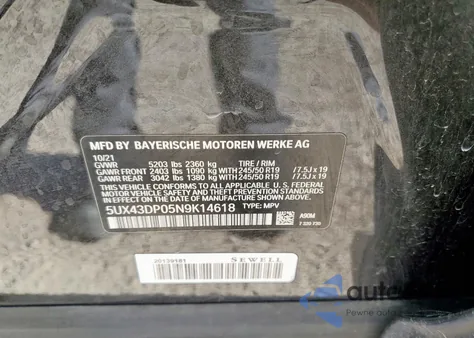 MFD BY BAYERISCHE MOTOREN WERKE AG
10/21
GVWR 5203 lbs 2360 kg TIRE / RIM
GAWR FRONT 2403 lbs 1090 kg WITH 245/50 R19 /7.5J x 19
GAWR REAR 3042 lbs 1380 kg WITH 245/50 R19 /7.5J x 19
THIS VEHICLE CONFORMS TO ALL APPLICABLE U. S. FEDERAL
MOTOR VEHICLE SAFETY STANDARDS IN EFFECT ON THE
DATE OF MANUFACTURE SHOWN ABOVE.
5UX43DP05N9K14618 TYPE: MPV A90M
SEWELL
Pewne auto